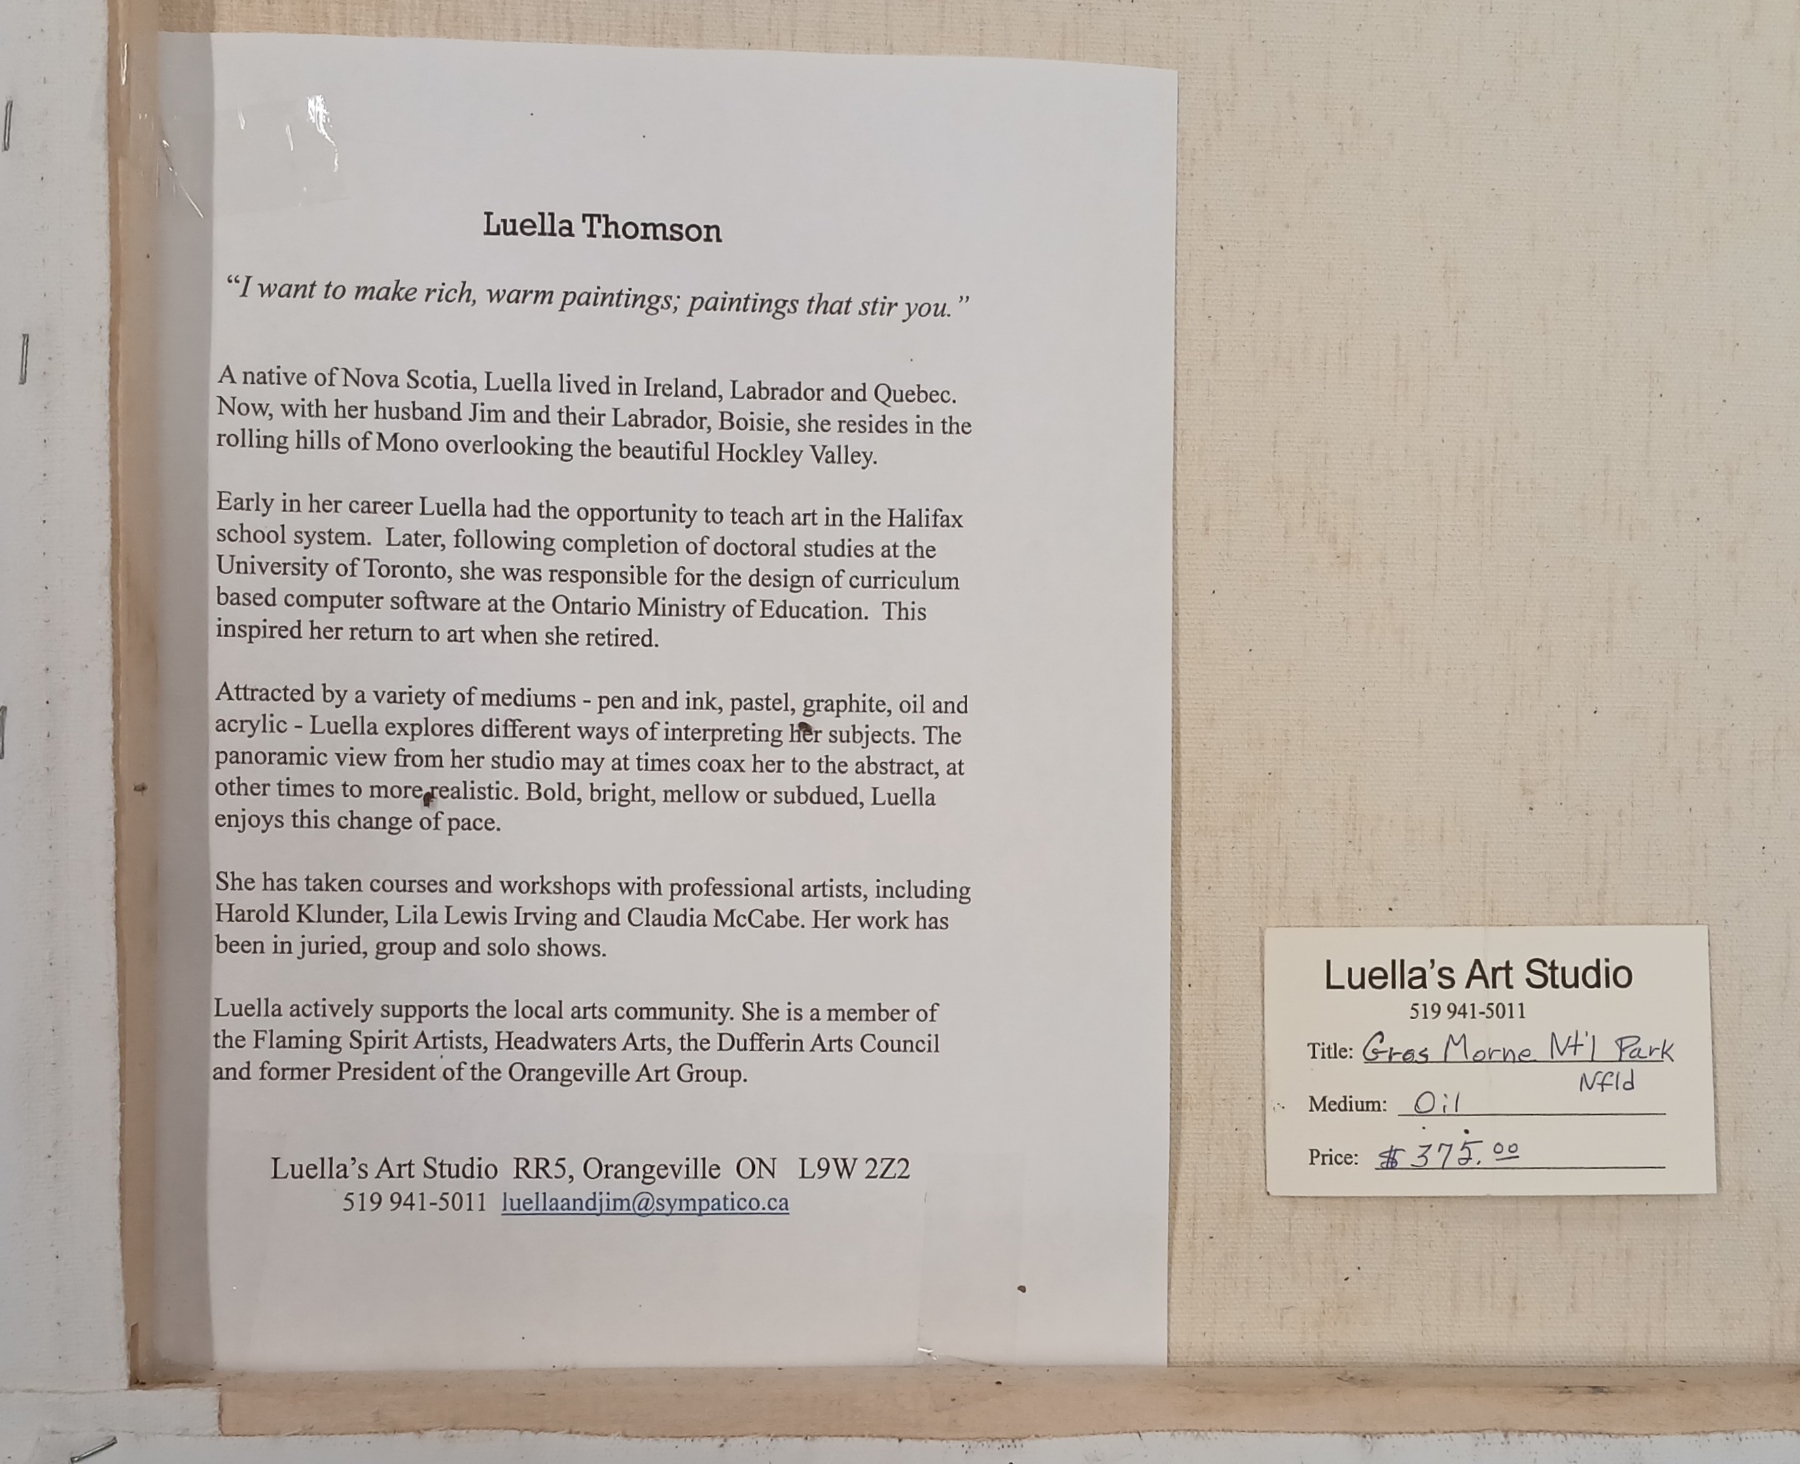 Luella Thomson
“I want to make rich, warm paintings; paintings that stir you.”
A native of Nova Scotia, Luella lived in Ireland, Labrador and Quebec.
Now, with her husband Jim and their Labrador, Boisie, she resides in the
rolling hills of Mono overlooking the beautiful Hockley Valley.
Early in her career Luella had the opportunity to teach art in the Halifax
school system.  Later, following completion of doctoral studies at the
University of Toronto, she was responsible for the design of curriculum
based computer software at the Ontario Ministry of Education.  This
inspired her return to art when she retired.
Attracted by a variety of mediums - pen and ink, pastel, graphite, oil and
acrylic - Luella explores different ways of interpreting her subjects. The
panoramic view from her studio may at times coax her to the abstract, at
other times to more realistic. Bold, bright, mellow or subdued, Luella
enjoys this change of pace.
She has taken courses and workshops with professional artists, including
Harold Klunder, Lila Lewis Irving and Claudia McCabe. Her work has
been in juried, group and solo shows.
Luella actively supports the local arts community. She is a member of
the Flaming Spirit Artists, Headwaters Arts, the Dufferin Arts Council
and former President of the Orangeville Art Group.
Luella’s Art Studio  RR5, Orangeville  ON  L9W 2Z2
519 941-5011  luellaandjim@sympatico.ca
Luella’s Art Studio
519 941-5011
Title: Gros Morne Nt'l Park
Nfld
Medium: Oil
Price: $375.00